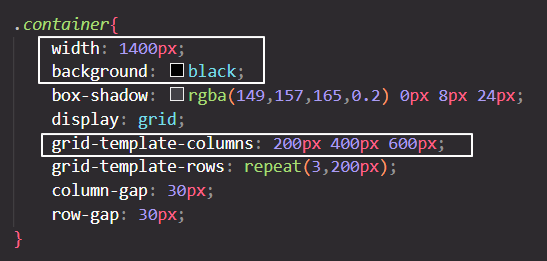 .container{
width: 1400px;
background: black;
box-shadow: rgba(149,157,165,0.2) 0px 8px 24px;
display: grid;
grid-template-columns: 200px 400px 600px;
grid-template-rows: repeat(3,200px);
column-gap: 30px;
row-gap: 30px;
}